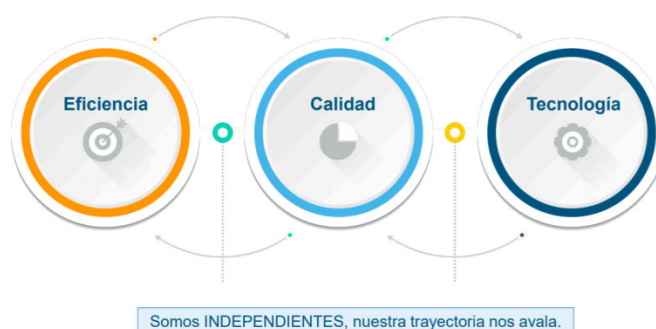 Eficiencia
Calidad
Tecnología
Somos INDEPENDIENTES, nuestra trayectoria nos avala.